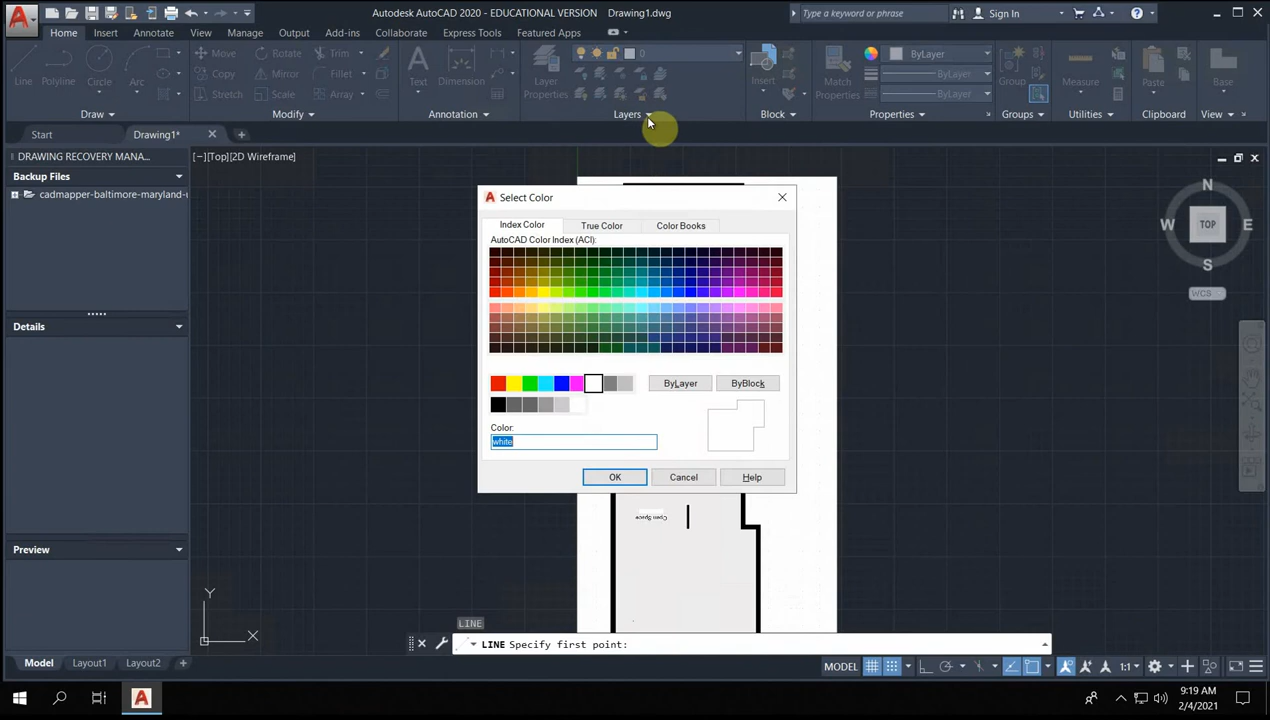 Autodesk AutoCAD 2020 - EDUCATIONAL VERSION Drawing1.dwg
Type a keyword or phrase
Sign In
Home Insert Annotate View Manage Output Add-ins Collaborate Express Tools Featured Apps
Line Polyline Circle Arc
Move Rotate Trim
Copy Mirror Fillet
Stretch Scale Array
Text Dimension
Layer Properties
0
Insert
Match Properties
ByLayer
ByLayer
ByLayer
Group
Measure
Paste
Base
Draw Modify Annotation Layers Block Properties Groups Utilities Clipboard View
Start Drawing1*
DRAWING RECOVERY MANA...
Backup Files
cadmapper-baltimore-maryland-u
Details
Preview
[−][Top][2D Wireframe]
N
W TOP E
S
WCS
Select Color
Index Color True Color Color Books
AutoCAD Color Index (ACI):
ByLayer ByBlock
Color:
white
OK Cancel Help
Open Space
Y
X
LINE
LINE Specify first point:
Model Layout1 Layout2
MODEL
1:1
9:19 AM
2/4/2021